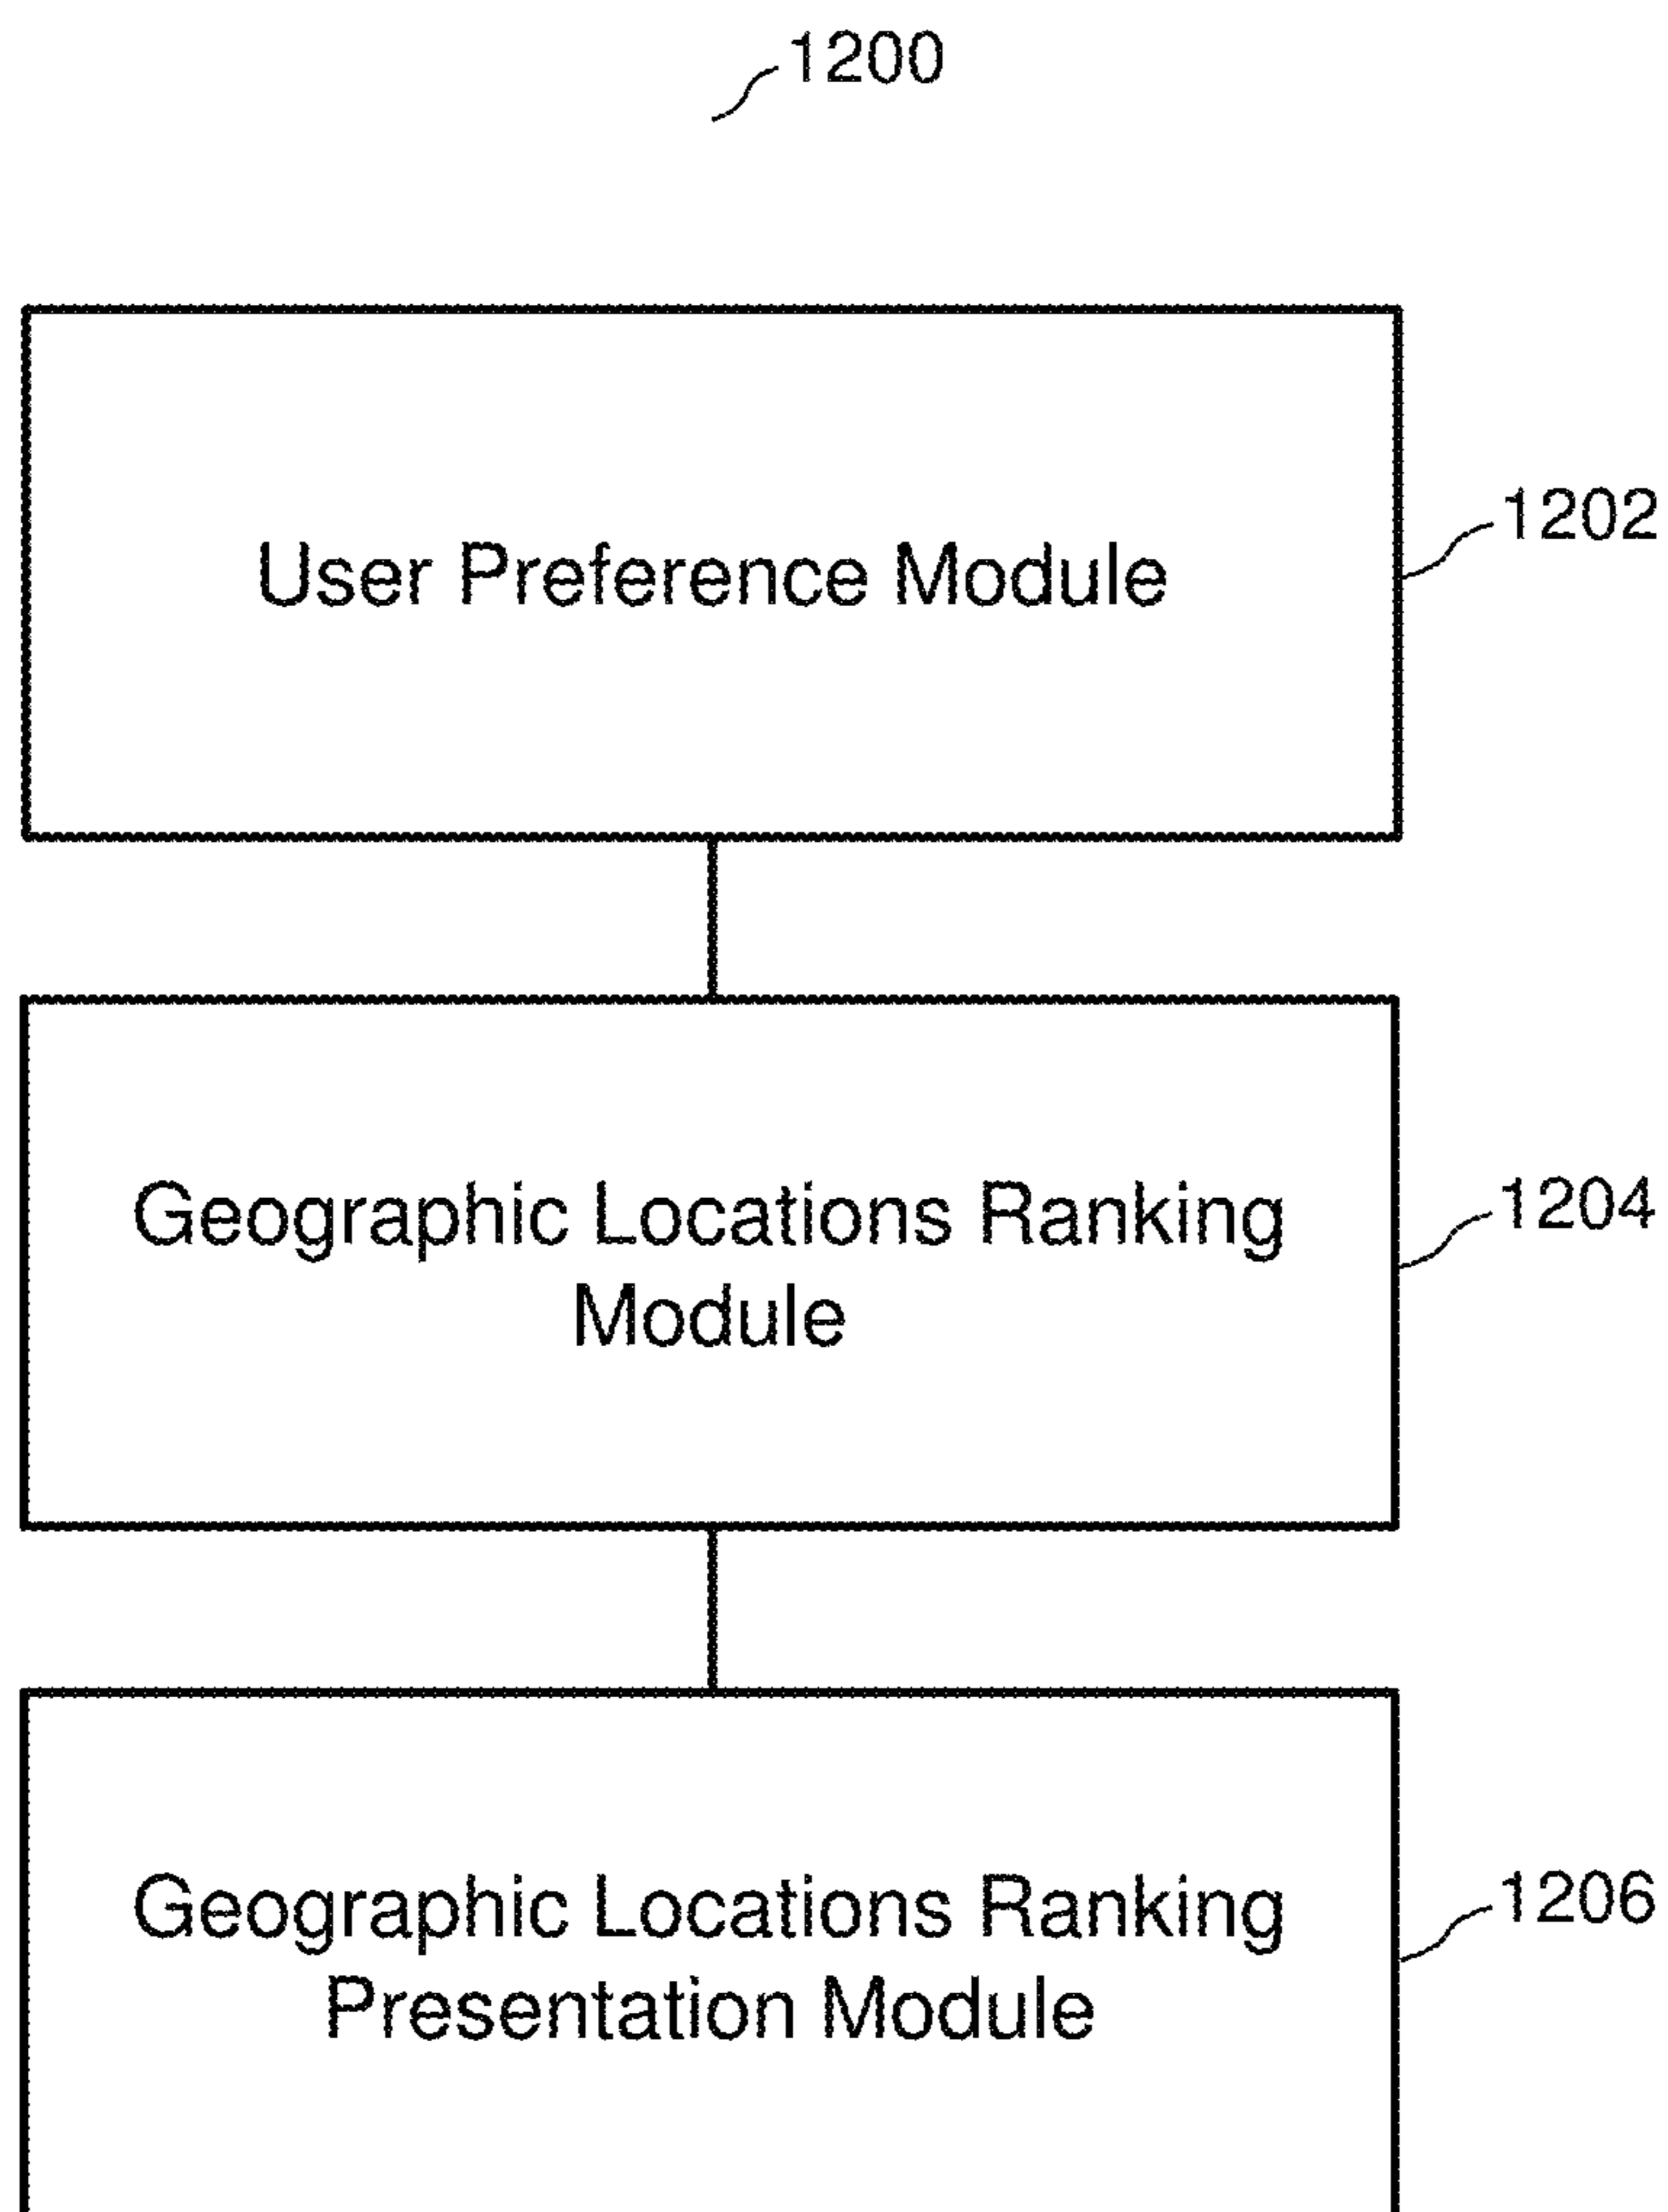 1200
User Preference Module
1202
Geographic Locations Ranking
Module
1204
Geographic Locations Ranking
Presentation Module
1206